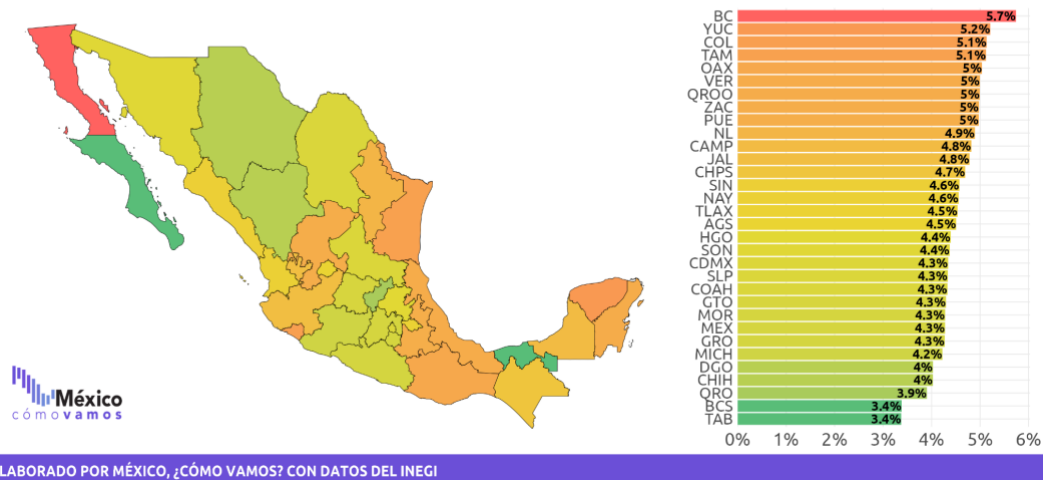 BC 5.7%
YUC 5.2%
COL 5.1%
TAM 5.1%
OAX 5%
VER 5%
QROO 5%
ZAC 5%
PUE 5%
NL 4.9%
CAMP 4.8%
JAL 4.8%
CHPS 4.7%
SIN 4.6%
NAY 4.6%
TLAX 4.5%
AGS 4.5%
HGO 4.4%
SON 4.4%
CDMX 4.3%
SLP 4.3%
COAH 4.3%
GTO 4.3%
MOR 4.3%
MEX 4.3%
GRO 4.3%
MICH 4.2%
DGO 4%
CHIH 4%
QRO 3.9%
BCS 3.4%
TAB 3.4%
0% 1% 2% 3% 4% 5% 6%
México
cómovamos
LABORADO POR MÉXICO, ¿CÓMO VAMOS? CON DATOS DEL INEGI